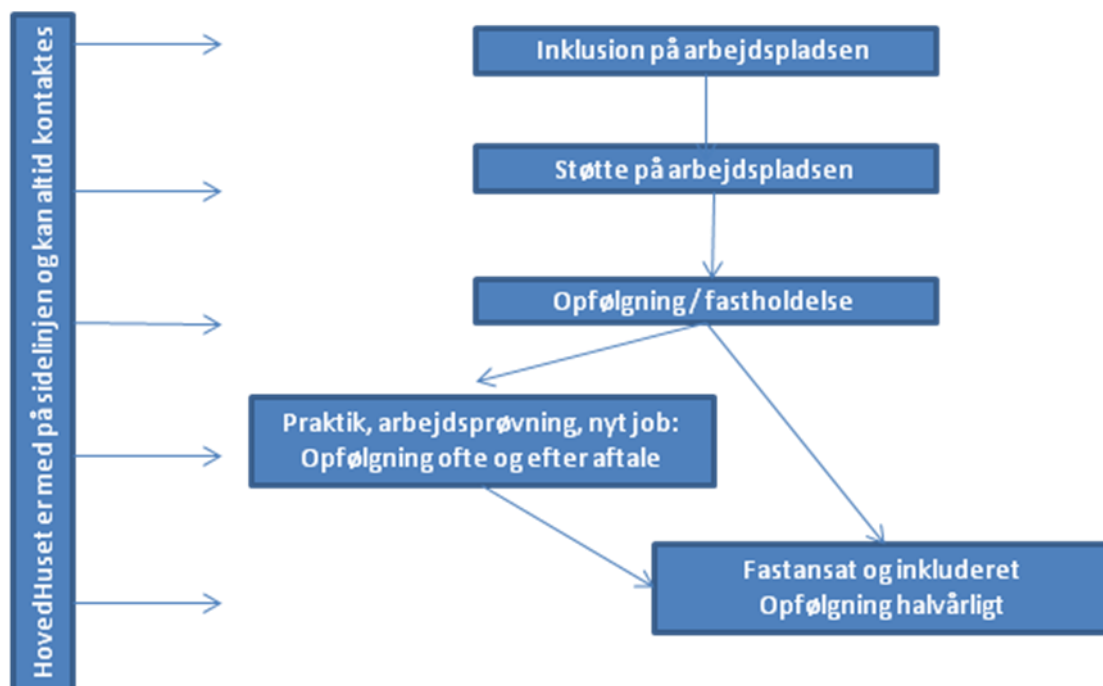 HovedHuset er med på sidelinjen og kan altid kontaktes
Inklusion på arbejdspladsen
Støtte på arbejdspladsen
Opfølgning / fastholdelse
Praktik, arbejdsprøvning, nyt job:
Opfølgning ofte og efter aftale
Fastansat og inkluderet
Opfølgning halvårligt